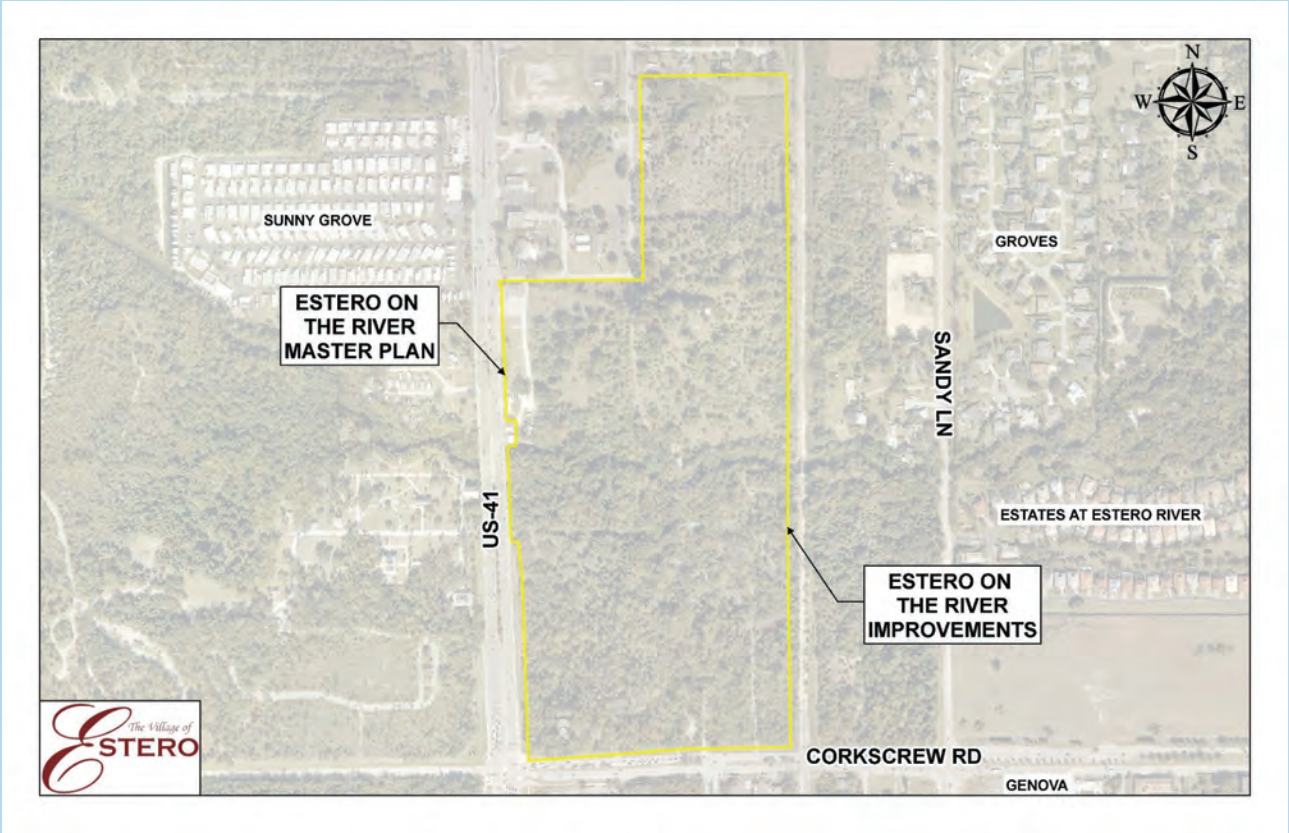 N
W E
S
SUNNY GROVE
GROVES
ESTERO ON
THE RIVER
MASTER PLAN
SANDY LN
US-41
ESTATES AT ESTERO RIVER
ESTERO ON
THE RIVER
IMPROVEMENTS
The Village of
ESTERO
CORKSCREW RD
GENOVA